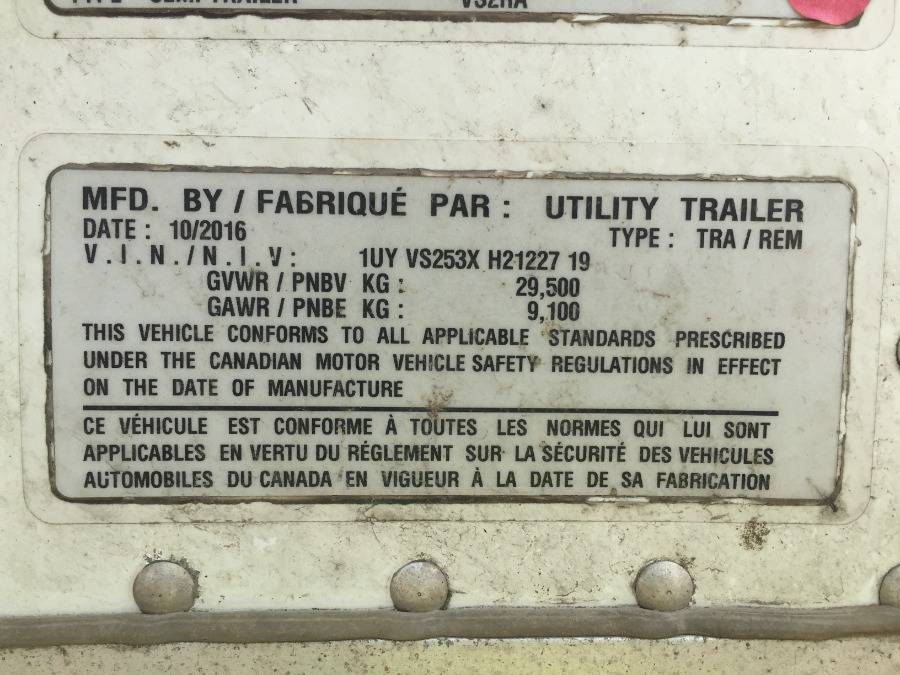 VS2RA
MFD. BY / FABRIQUÉ PAR : UTILITY TRAILER
DATE : 10/2016
TYPE : TRA / REM
V.I.N./N.I.V: 1UY VS253X H21227 19
GVWR / PNBV KG : 29,500
GAWR / PNBE KG : 9,100
THIS VEHICLE CONFORMS TO ALL APPLICABLE STANDARDS PRESCRIBED
UNDER THE CANADIAN MOTOR VEHICLE SAFETY REGULATIONS IN EFFECT
ON THE DATE OF MANUFACTURE
CE VÉHICULE EST CONFORME À TOUTES LES NORMES QUI LUI SONT
APPLICABLES EN VERTU DU RÉGLEMENT SUR LA SÉCURITÉ DES VEHICULES
AUTOMOBILES DU CANADA EN VIGUEUR À LA DATE DE SA FABRICATION